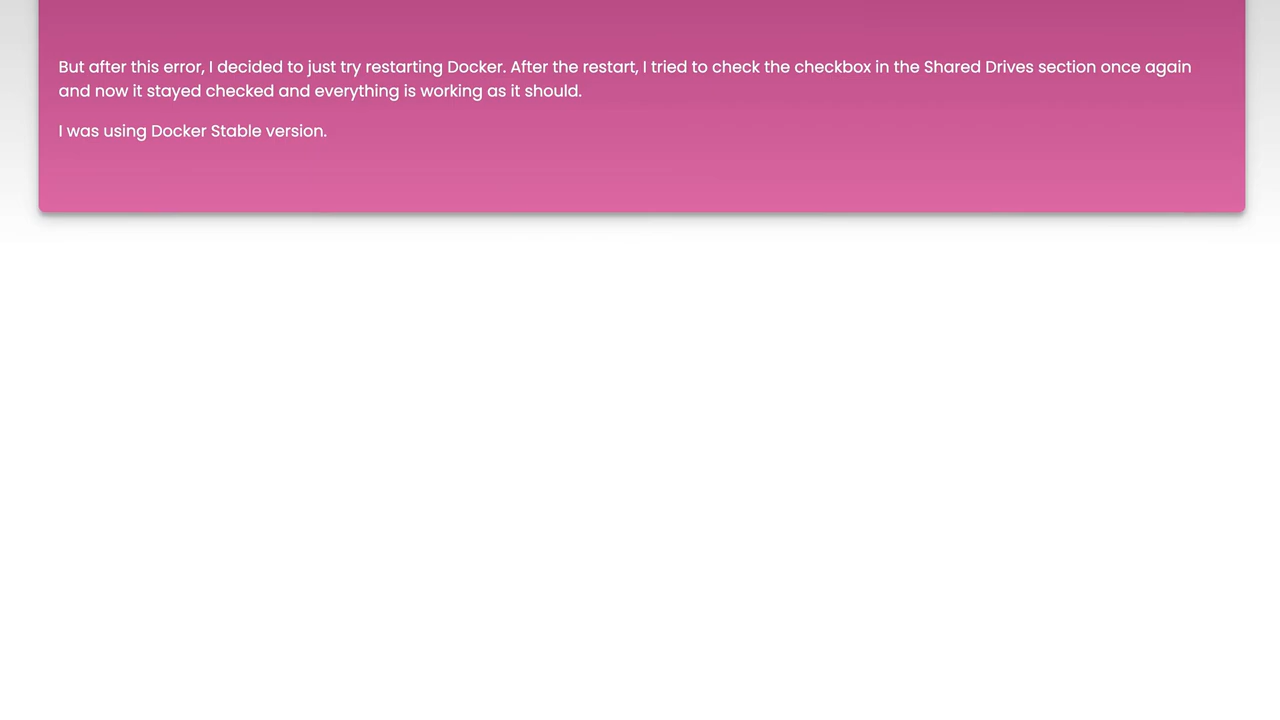 But after this error, I decided to just try restarting Docker. After the restart, I tried to check the checkbox in the Shared Drives section once again
and now it stayed checked and everything is working as it should.
I was using Docker Stable version.